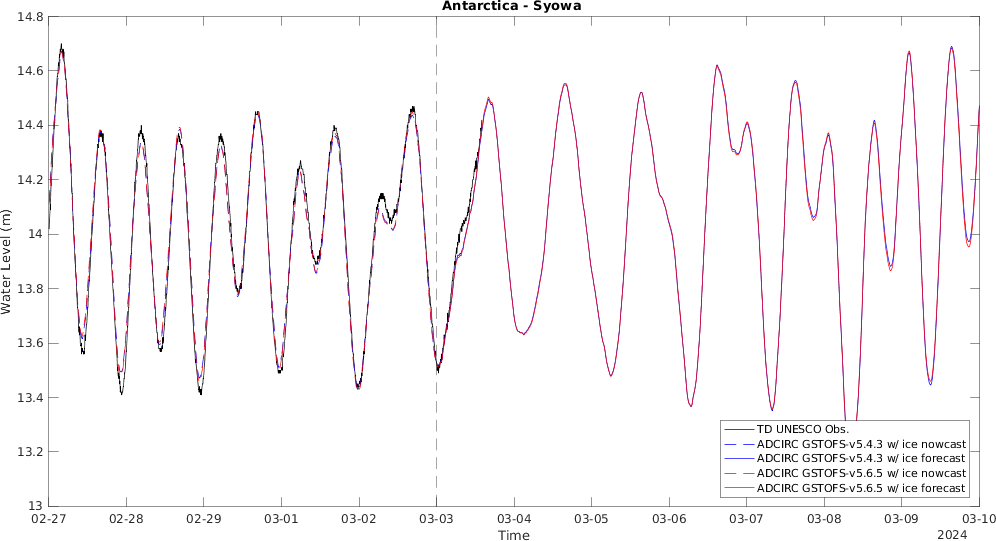 Antarctica - Syowa
14.8
14.6
14.4
14.2
14
13.8
13.6
13.4
13.2
13
Water Level (m)
TD UNESCO Obs.
ADCIRC GSTOFS-v5.4.3 w/ ice nowcast
ADCIRC GSTOFS-v5.4.3 w/ ice forecast
ADCIRC GSTOFS-v5.6.5 w/ ice nowcast
ADCIRC GSTOFS-v5.6.5 w/ ice forecast
02-27 02-28 02-29 03-01 03-02 03-03 03-04 03-05 03-06 03-07 03-08 03-09 03-10
Time
2024